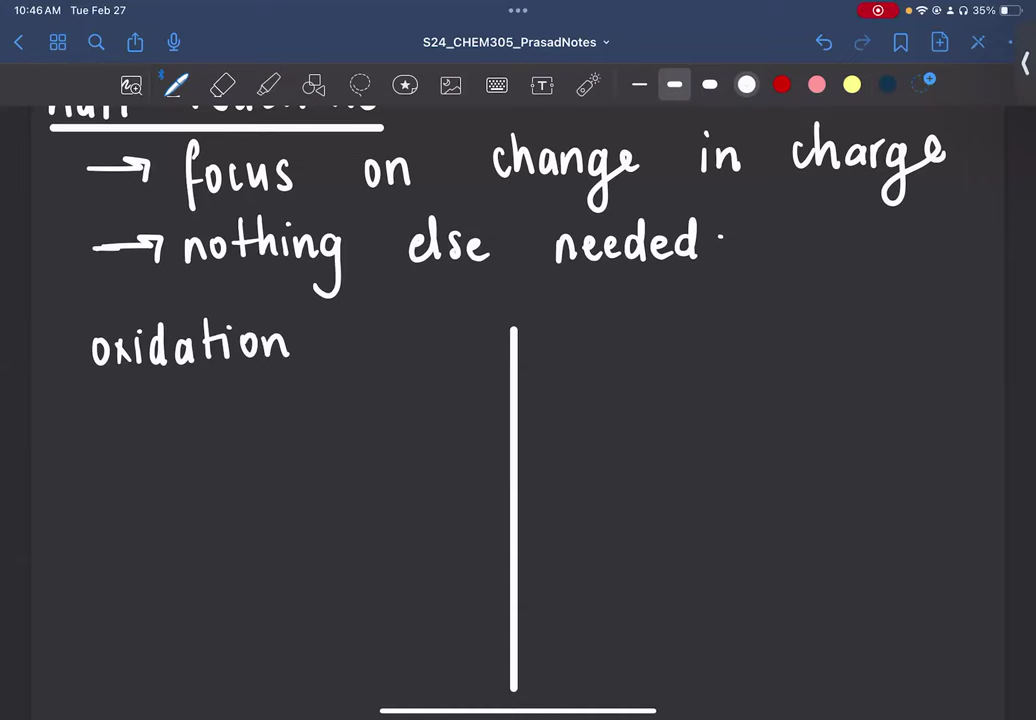 10:46 AM Tue Feb 27
35%
S24_CHEM305_PrasadNotes
→ focus on change in charge
→ nothing else needed.
oxidation